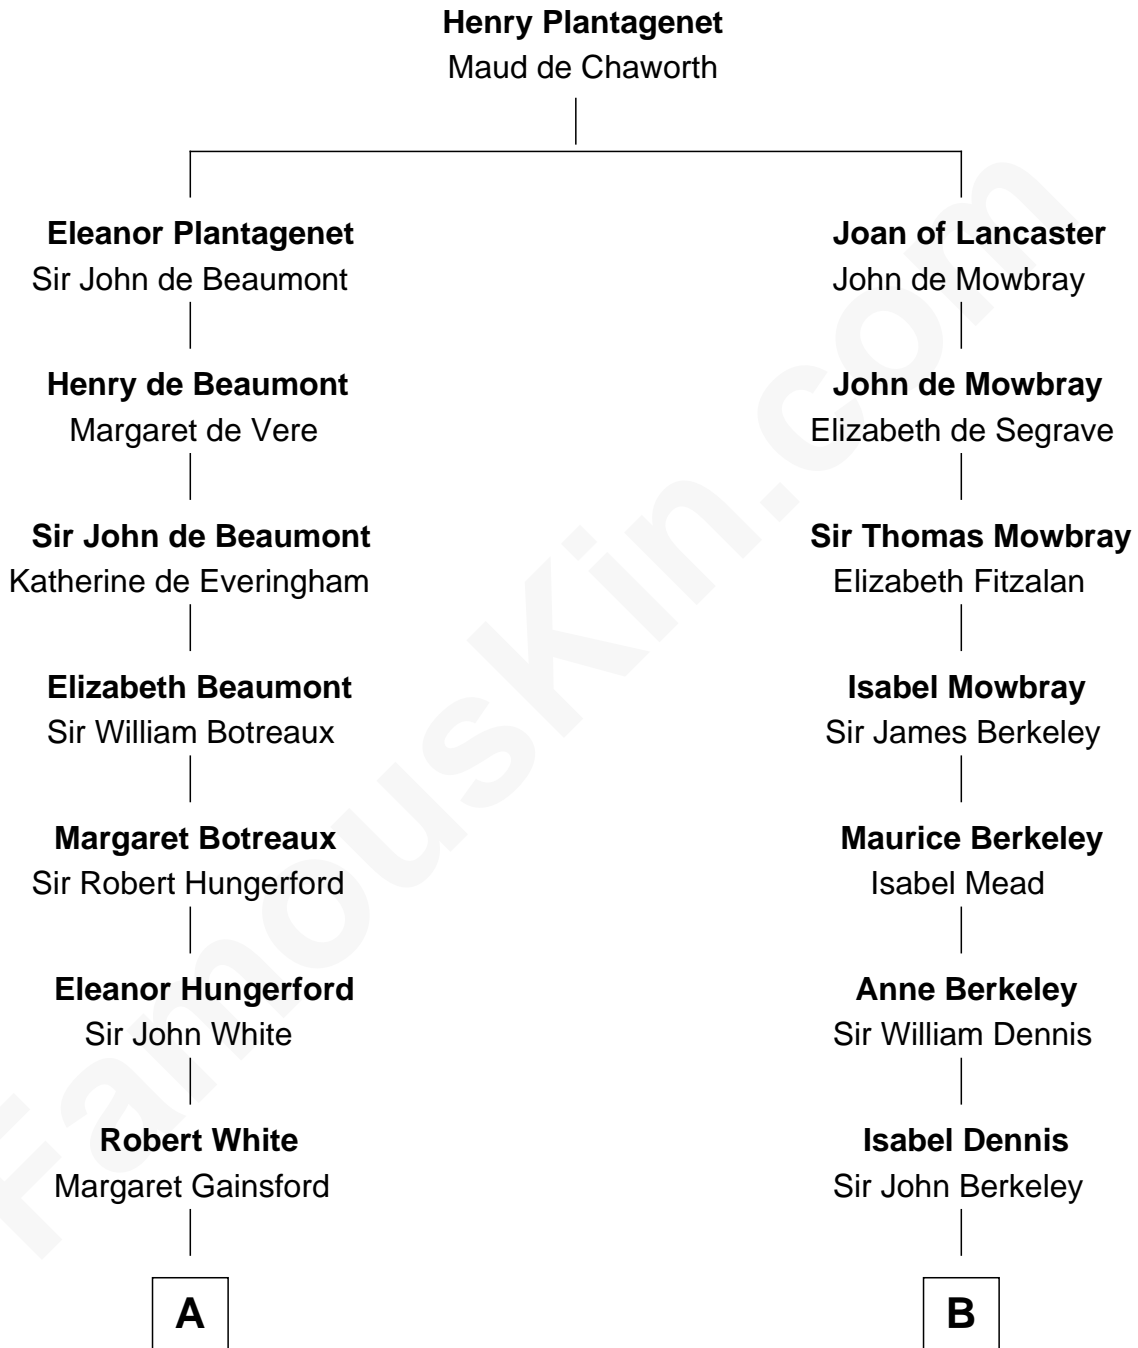 Henry Plantagenet
Maud de Chaworth
Eleanor Plantagenet
Sir John de Beaumont
Joan of Lancaster
John de Mowbray
Henry de Beaumont
Margaret de Vere
John de Mowbray
Elizabeth de Segrave
Sir John de Beaumont
Katherine de Everingham
Sir Thomas Mowbray
Elizabeth Fitzalan
Elizabeth Beaumont
Sir William Botreaux
Isabel Mowbray
Sir James Berkeley
Margaret Botreaux
Sir Robert Hungerford
Maurice Berkeley
Isabel Mead
Eleanor Hungerford
Sir John White
Anne Berkeley
Sir William Dennis
Robert White
Margaret Gainsford
Isabel Dennis
Sir John Berkeley
A
B
FamousKin.com